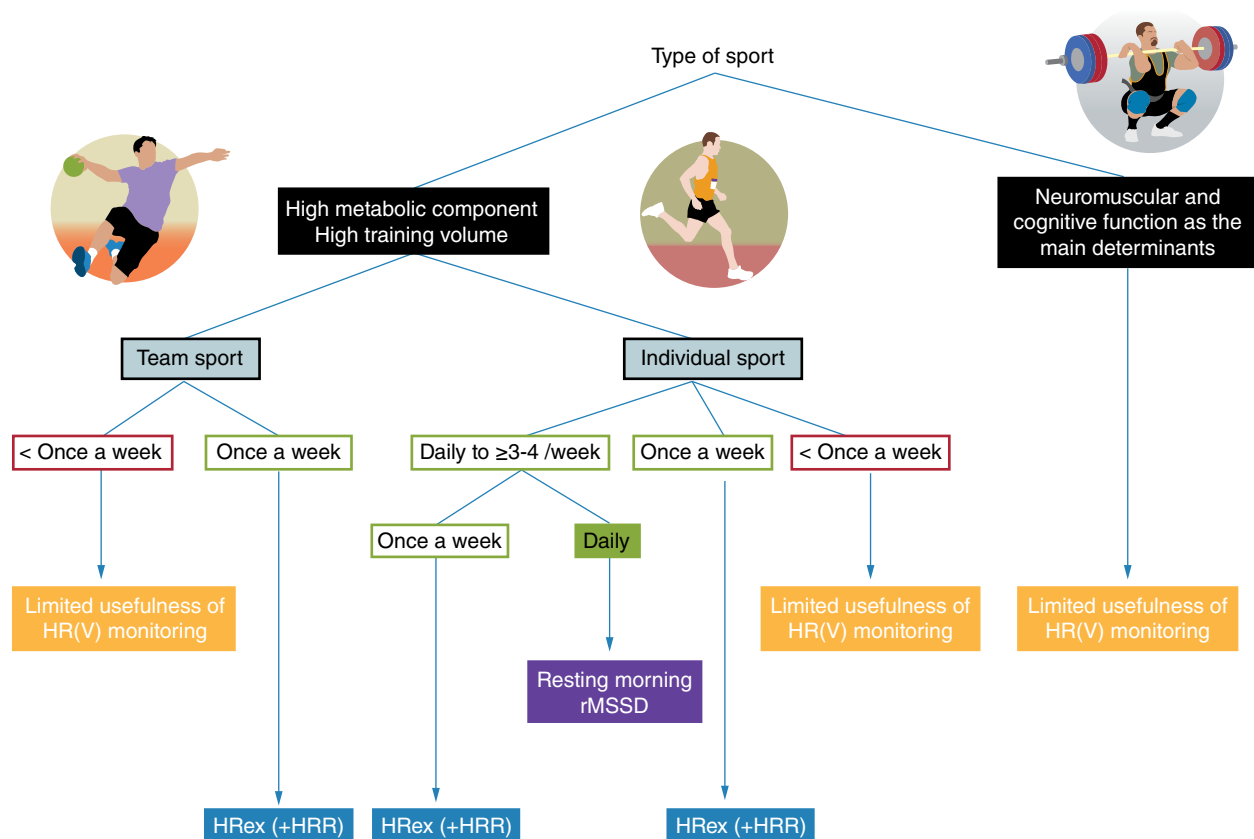 Type of sport
High metabolic component
High training volume
Neuromuscular and
cognitive function as the
main determinants
Team sport
Individual sport
< Once a week
Once a week
Daily to ≥3-4 /week
Once a week
< Once a week
Once a week
Daily
Limited usefulness of
HR(V) monitoring
Limited usefulness of
HR(V) monitoring
Limited usefulness of
HR(V) monitoring
Resting morning
rMSSD
HRex (+HRR)
HRex (+HRR)
HRex (+HRR)